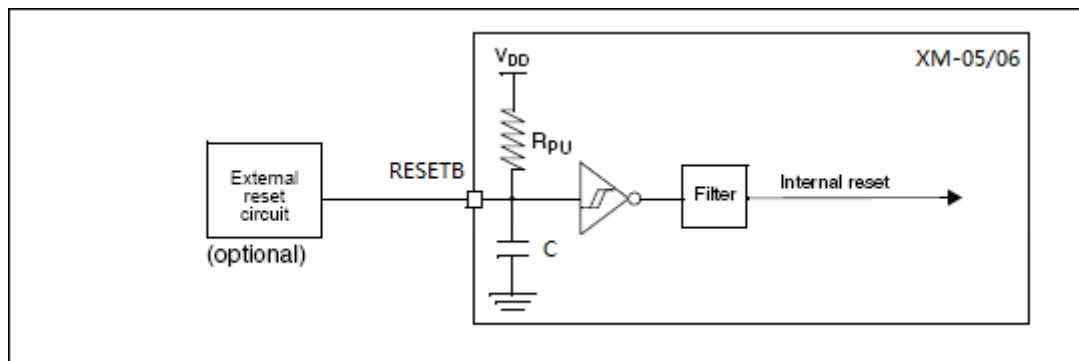 XM-05/06
VDD
RPU
RESETB
External
reset
circuit
(optional)
Filter
Internal reset
C